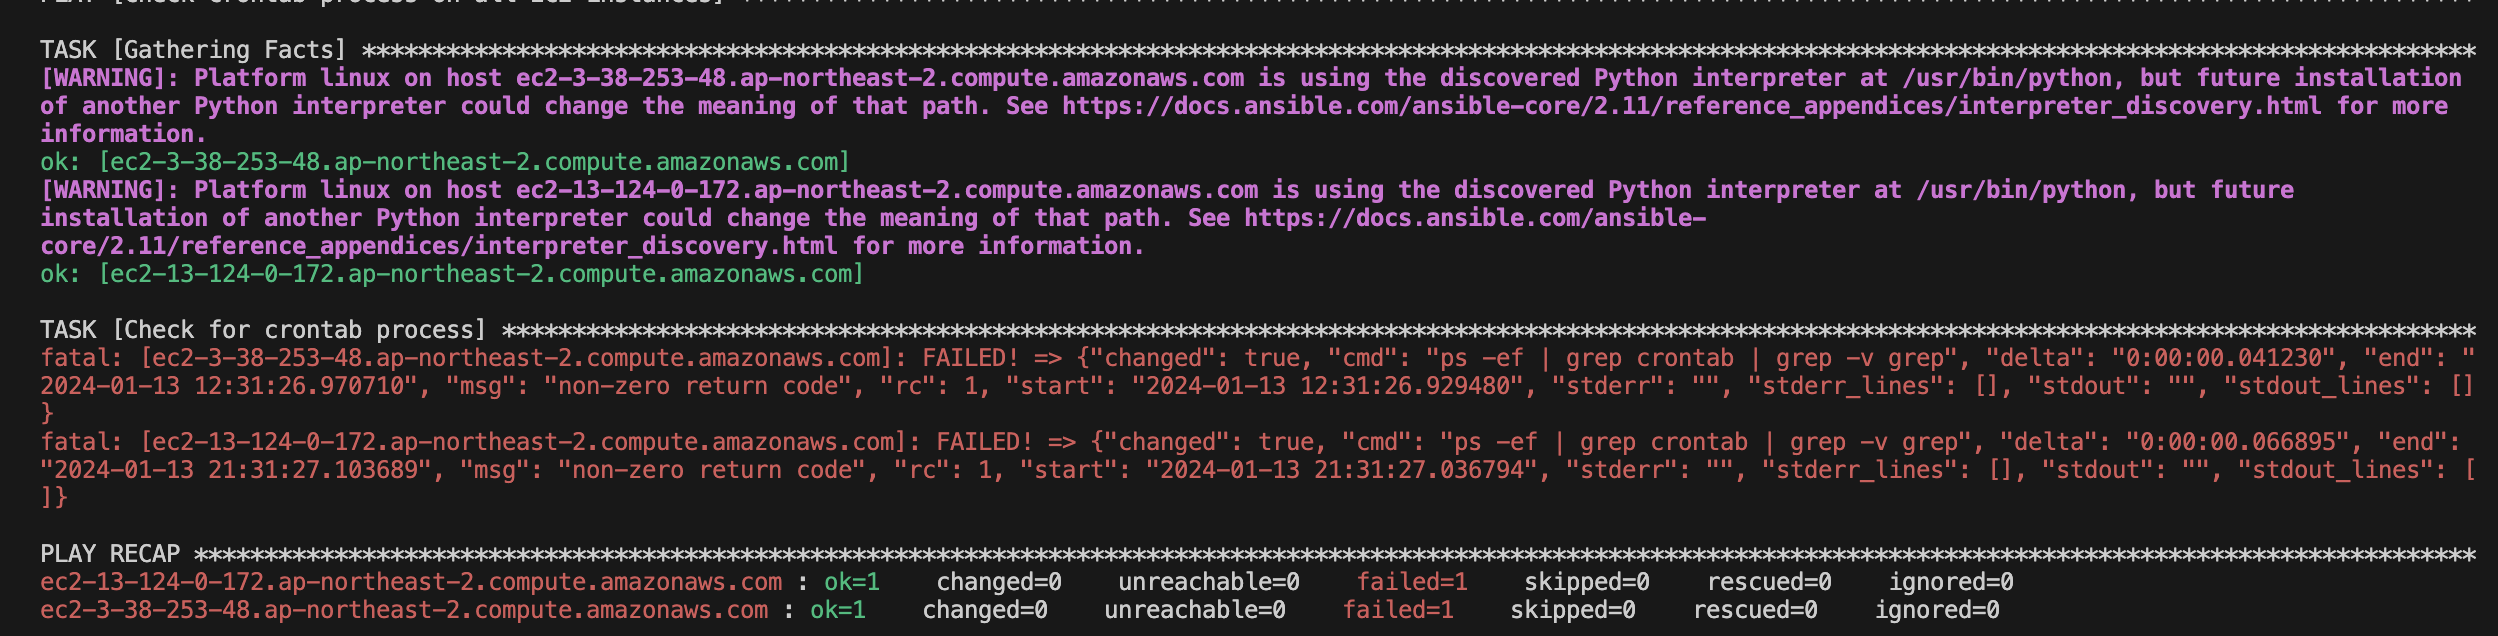 PLAY [Check crontab process on all EC2 instances] ****************************************************************************************************************************
TASK [Gathering Facts] *******************************************************************************************************************************************************
[WARNING]: Platform linux on host ec2-3-38-253-48.ap-northeast-2.compute.amazonaws.com is using the discovered Python interpreter at /usr/bin/python, but future installation
of another Python interpreter could change the meaning of that path. See https://docs.ansible.com/ansible-core/2.11/reference_appendices/interpreter_discovery.html for more
information.
ok: [ec2-3-38-253-48.ap-northeast-2.compute.amazonaws.com]
[WARNING]: Platform linux on host ec2-13-124-0-172.ap-northeast-2.compute.amazonaws.com is using the discovered Python interpreter at /usr/bin/python, but future
installation of another Python interpreter could change the meaning of that path. See https://docs.ansible.com/ansible-
core/2.11/reference_appendices/interpreter_discovery.html for more information.
ok: [ec2-13-124-0-172.ap-northeast-2.compute.amazonaws.com]
TASK [Check for crontab process] *********************************************************************************************************************************************
fatal: [ec2-3-38-253-48.ap-northeast-2.compute.amazonaws.com]: FAILED! => {"changed": true, "cmd": "ps -ef | grep crontab | grep -v grep", "delta": "0:00:00.041230", "end": "
2024-01-13 12:31:26.970710", "msg": "non-zero return code", "rc": 1, "start": "2024-01-13 12:31:26.929480", "stderr": "", "stderr_lines": [], "stdout": "", "stdout_lines": []
}
fatal: [ec2-13-124-0-172.ap-northeast-2.compute.amazonaws.com]: FAILED! => {"changed": true, "cmd": "ps -ef | grep crontab | grep -v grep", "delta": "0:00:00.066895", "end":
"2024-01-13 21:31:27.103689", "msg": "non-zero return code", "rc": 1, "start": "2024-01-13 21:31:27.036794", "stderr": "", "stderr_lines": [], "stdout": "", "stdout_lines": [
]}
PLAY RECAP *******************************************************************************************************************************************************************
ec2-13-124-0-172.ap-northeast-2.compute.amazonaws.com : ok=1    changed=0    unreachable=0    failed=1    skipped=0    rescued=0    ignored=0
ec2-3-38-253-48.ap-northeast-2.compute.amazonaws.com : ok=1    changed=0    unreachable=0    failed=1    skipped=0    rescued=0    ignored=0